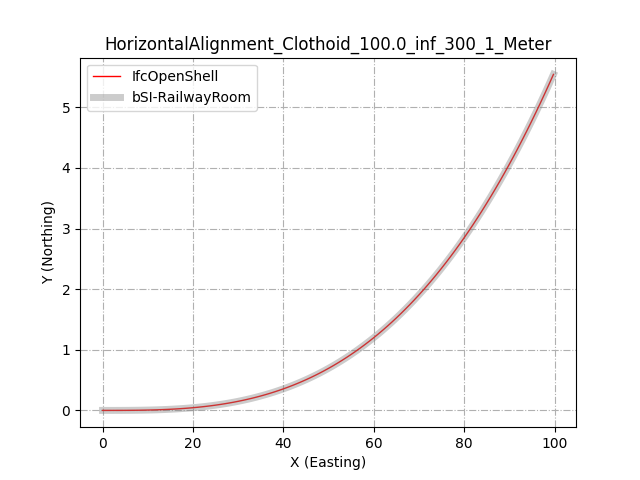 HorizontalAlignment_Clothoid_100.0_inf_300_1_Meter
IfcOpenShell
bSI-RailwayRoom
Y (Northing)
5
4
3
2
1
0
0 20 40 60 80 100
X (Easting)